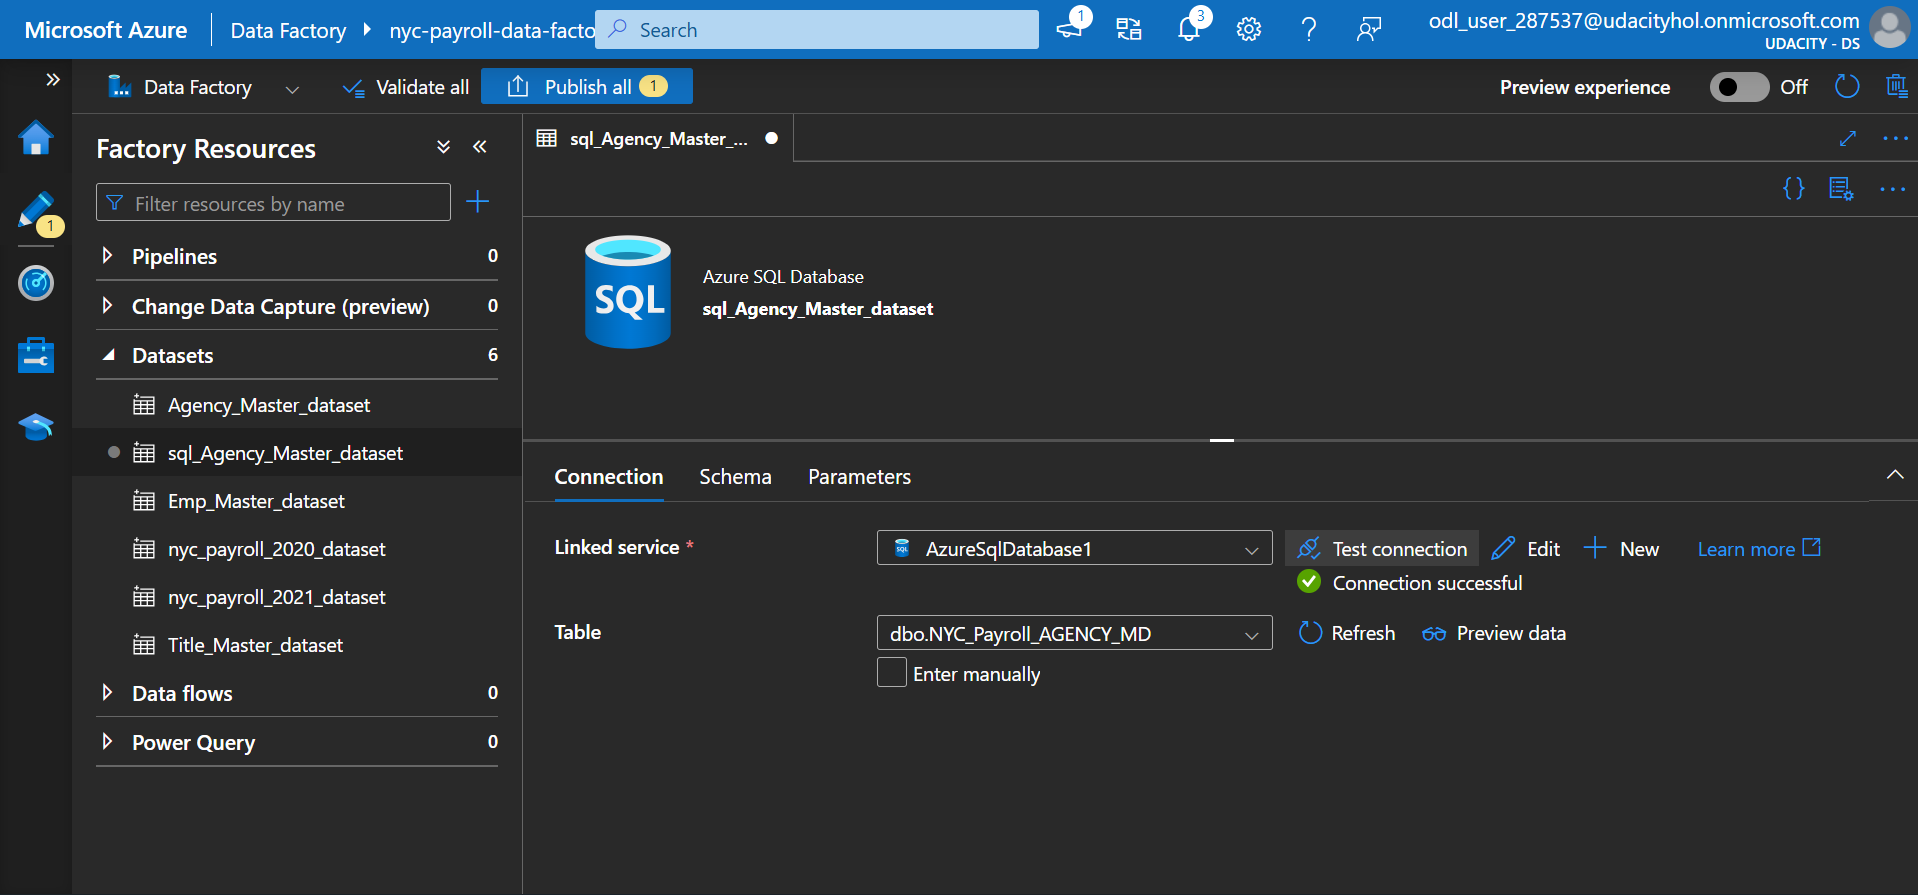 Microsoft Azure
Data Factory
nyc-payroll-data-facto
Search
1
3
odl_user_287537@udacityhol.onmicrosoft.com
UDACITY - DS
Data Factory
Validate all
Publish all
1
Preview experience
Off
1
Factory Resources
Filter resources by name
Pipelines
0
Change Data Capture (preview)
0
Datasets
6
Agency_Master_dataset
sql_Agency_Master_dataset
Emp_Master_dataset
nyc_payroll_2020_dataset
nyc_payroll_2021_dataset
Title_Master_dataset
Data flows
0
Power Query
0
sql_Agency_Master_...
{}
SQL
Azure SQL Database
sql_Agency_Master_dataset
Connection
Schema
Parameters
Linked service *
SQL
AzureSqlDatabase1
Test connection
Edit
New
Learn more
Connection successful
Table
dbo.NYC_Payroll_AGENCY_MD
Refresh
Preview data
Enter manually